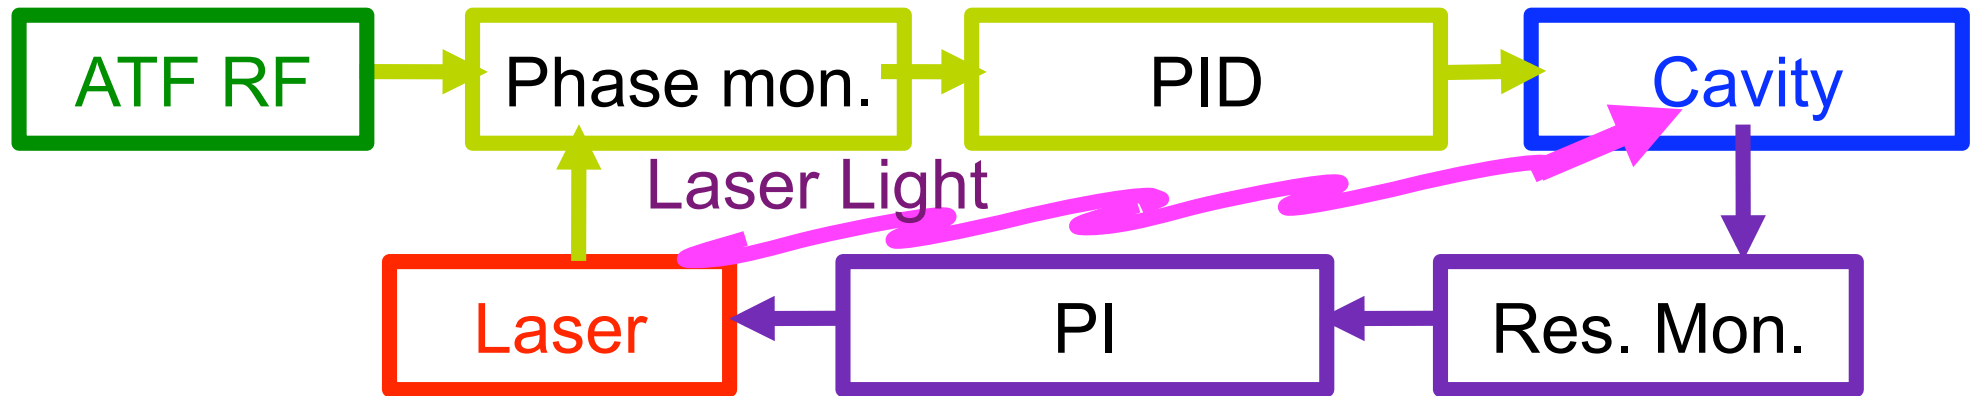 ATF RF
Phase mon.
PID
Cavity
Laser Light
Laser
PI
Res. Mon.